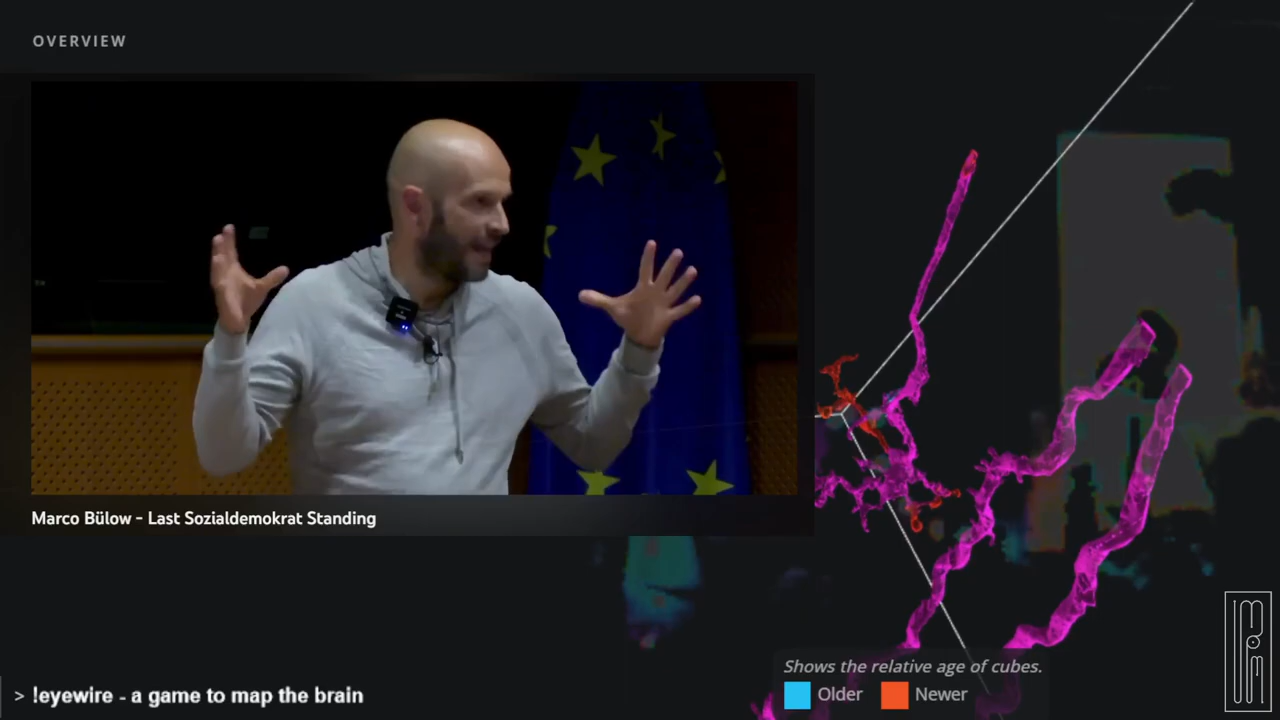 OVERVIEW
Marco Bülow - Last Sozialdemokrat Standing
Shows the relative age of cubes.
Older Newer
> !eyewire - a game to map the brain